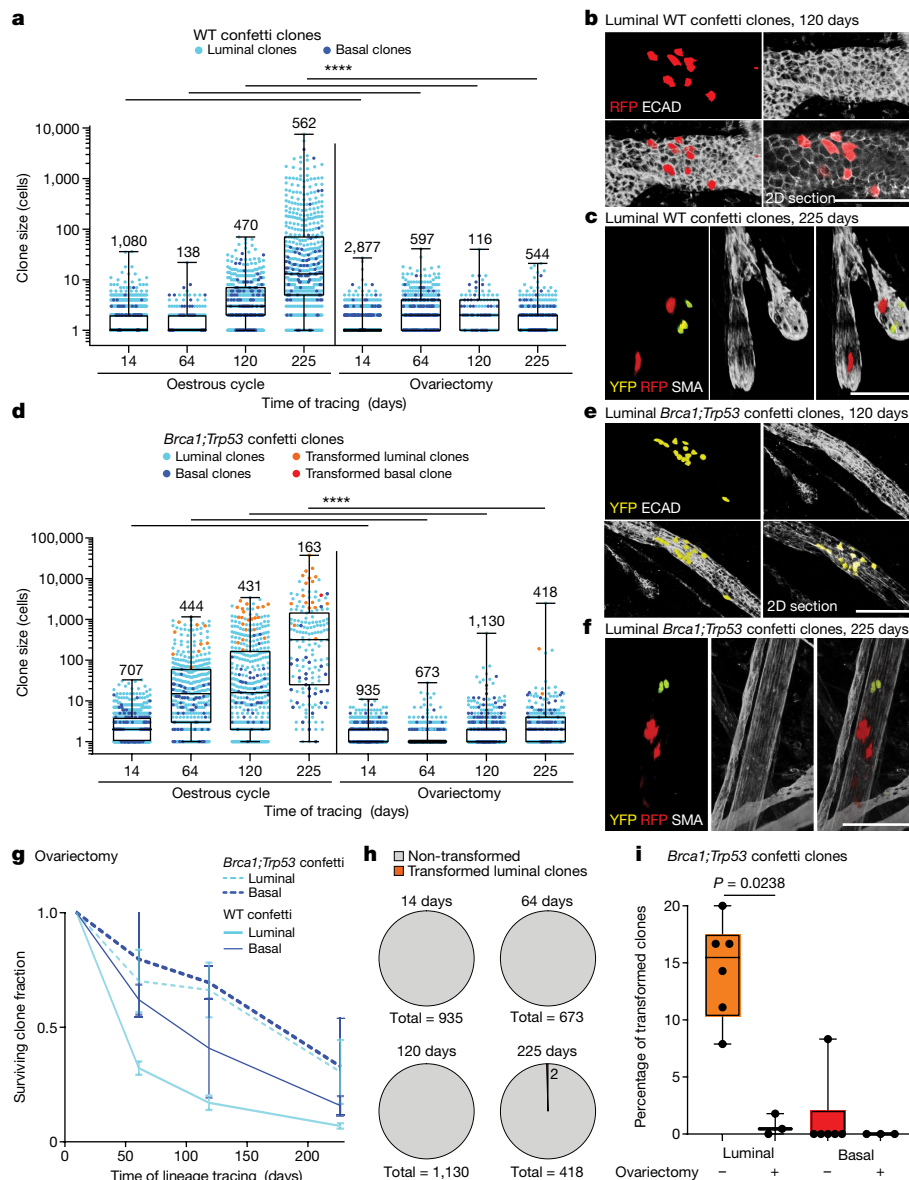 a
WT confetti clones
Luminal clones Basal clones
****
Clone size (cells)
10,000
1,000
100
10
1
1,080
138
470
562
2,877
597
116
544
14 64 120 225 14 64 120 225
Oestrous cycle Ovariectomy
Time of tracing (days)
b Luminal WT confetti clones, 120 days
RFP ECAD
2D section
c Luminal WT confetti clones, 225 days
YFP RFP SMA
d
Brca1;Trp53 confetti clones
Luminal clones Transformed luminal clones
Basal clones Transformed basal clone
****
Clone size (cells)
100,000
10,000
1,000
100
10
1
707
444
431
163
935
673
1,130
418
14 64 120 225 14 64 120 225
Oestrous cycle Ovariectomy
Time of tracing (days)
e Luminal Brca1;Trp53 confetti clones, 120 days
YFP ECAD
2D section
f Luminal Brca1;Trp53 confetti clones, 225 days
YFP RFP SMA
g Ovariectomy
Brca1;Trp53 confetti
Luminal
Basal
WT confetti
Luminal
Basal
Surviving clone fraction
1.0
0.5
0
0 50 100 150 200
Time of lineage tracing (days)
h
Non-transformed
Transformed luminal clones
14 days 64 days
Total = 935 Total = 673
120 days 225 days
2
Total = 1,130 Total = 418
i Brca1;Trp53 confetti clones
P = 0.0238
Percentage of transformed clones
20
15
10
5
0
Luminal Basal
Ovariectomy − + − +